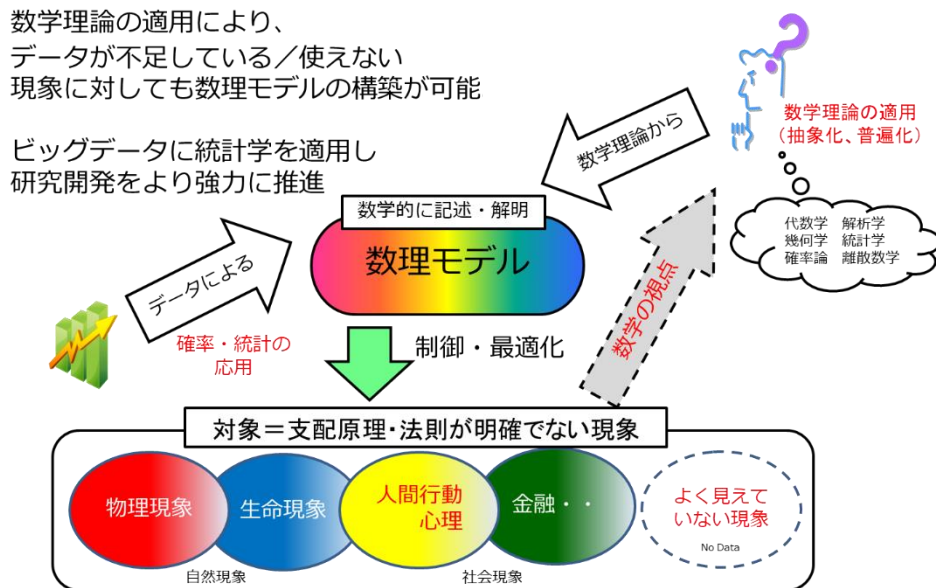 数学理論の適用により、
データが不足している／使えない
現象に対しても数理モデルの構築が可能
ビッグデータに統計学を適用し
研究開発をより強力に推進
数学理論から
数学理論の適用
（抽象化、普遍化）
代数学 解析学
幾何学 統計学
確率論 離散数学
数学的に記述・解明
数理モデル
データによる
確率・統計の
応用
制御・最適化
数学の視点
対象＝支配原理・法則が明確でない現象
物理現象
生命現象
人間行動
心理
金融・・
よく見えて
いない現象
No Data
自然現象
社会現象